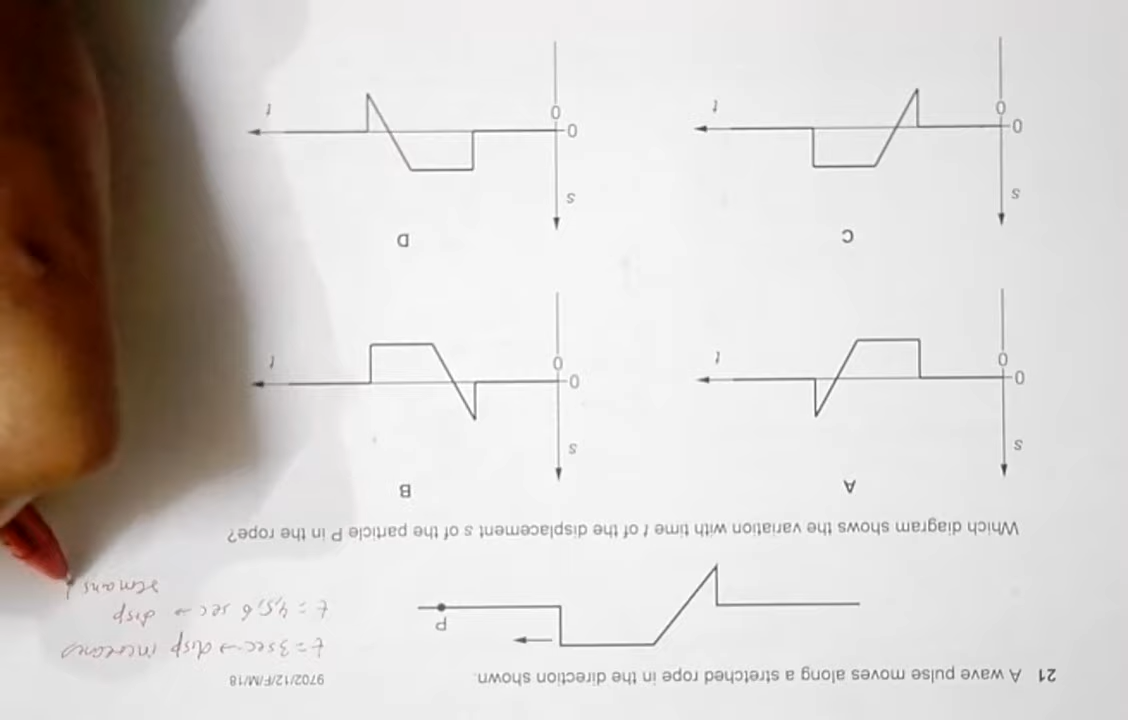 9702/12/F/M/18
21 A wave pulse moves along a stretched rope in the direction shown.
t = 3 sec → disp increases
P
t = 4,5,6 sec → disp
remains
Which diagram shows the variation with time t of the displacement s of the particle P in the rope?
A B
s s
0 0
0 t 0 t
C D
s s
0 0
0 t 0 t